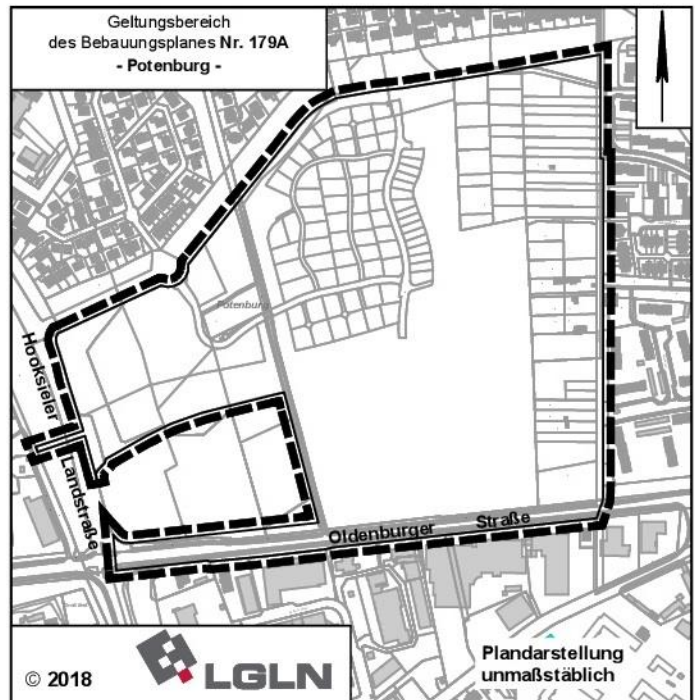 Geltungsbereich
des Bebauungsplanes Nr. 179A
- Potenburg -
Potenburg
Hooksieler
Landstraße
Oldenburger Straße
© 2018
LGLN
Plandarstellung
unmaßstäblich